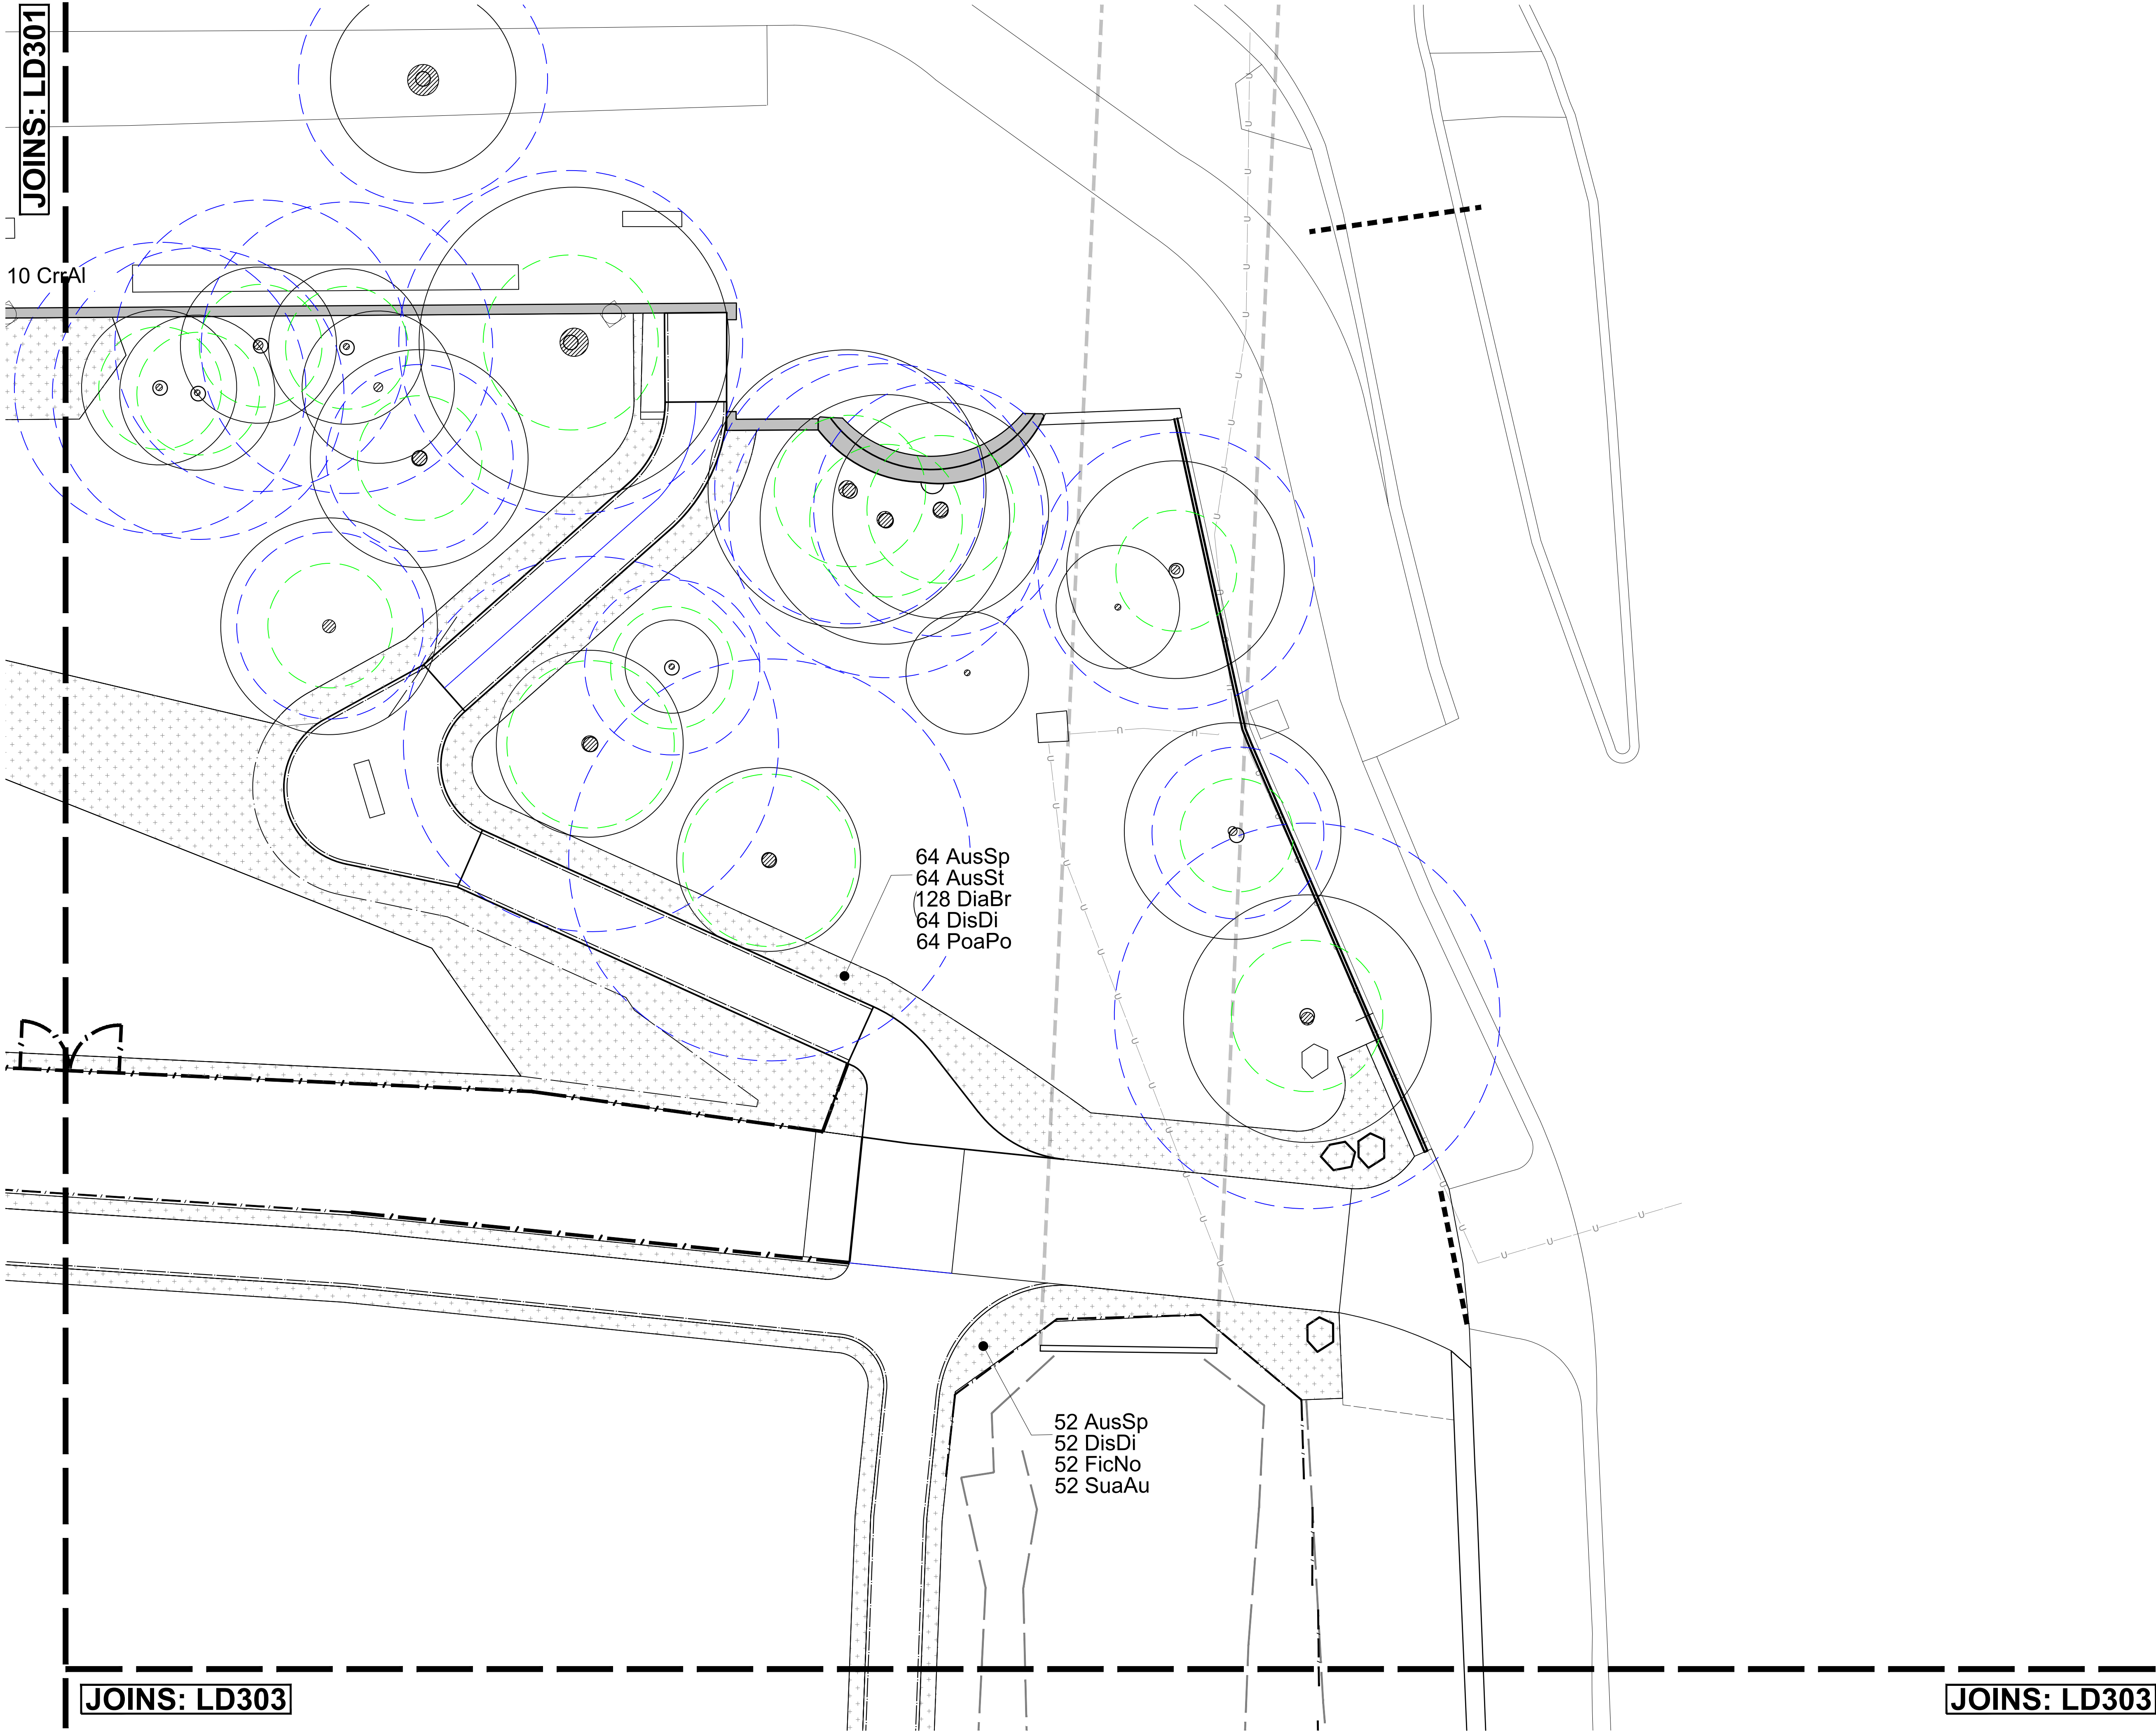 JOINS: LD301
10 CrrAl
64 AusSp
64 AusSt
128 DiaBr
64 DisDi
64 PoaPo
52 AusSp
52 DisDi
52 FicNo
52 SuaAu
JOINS: LD303
JOINS: LD303